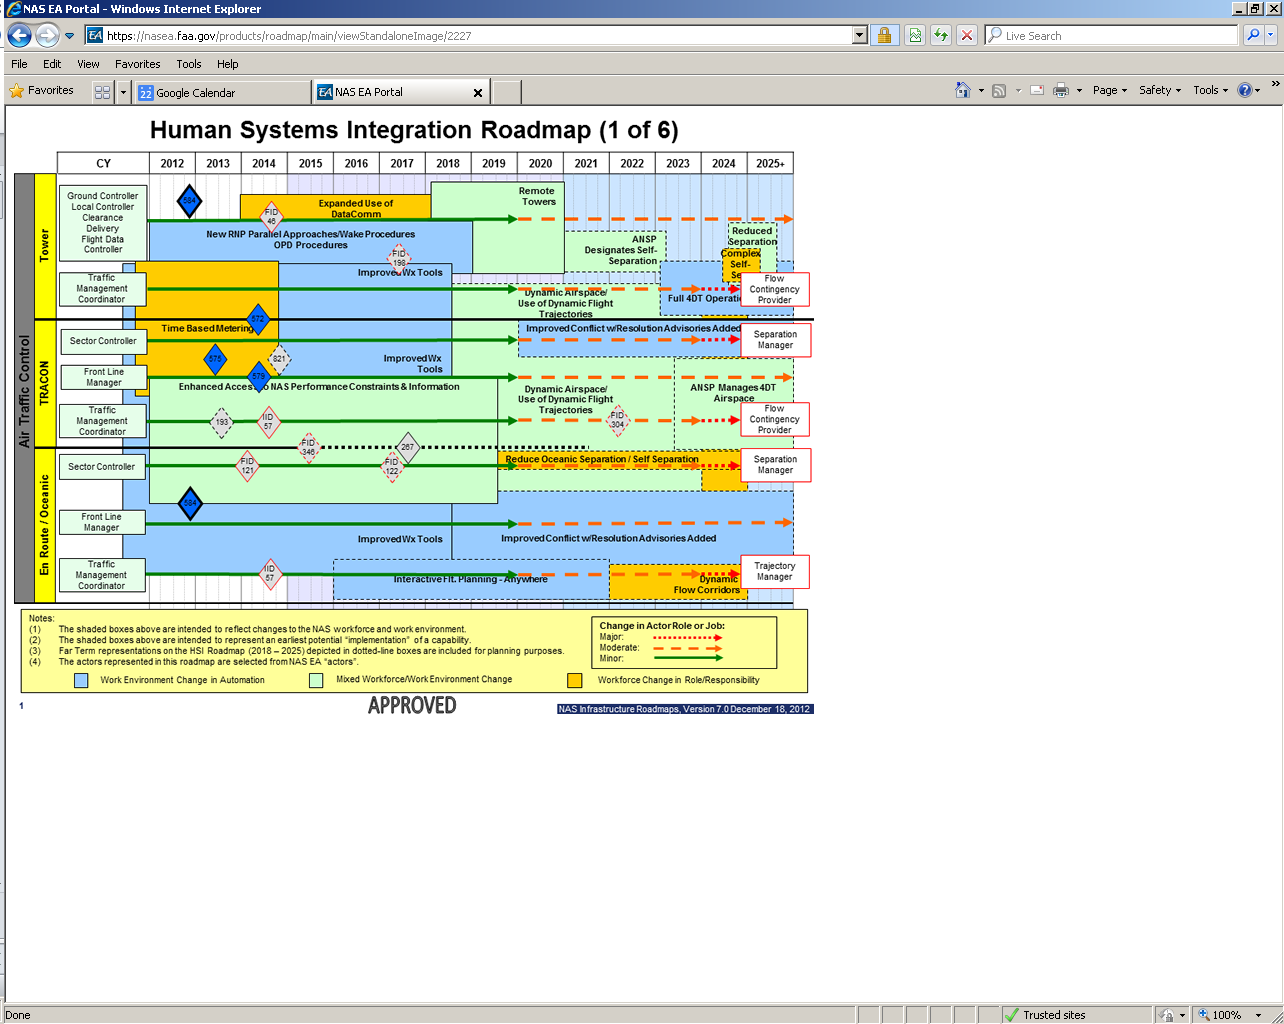 NAS EA Portal - Windows Internet Explorer
https://nasea.faa.gov/products/roadmap/main/viewStandaloneImage/2227
Live Search
File Edit View Favorites Tools Help
Favorites
22 Google Calendar
EA NAS EA Portal
Page Safety Tools
Human Systems Integration Roadmap (1 of 6)
CY 2012 2013 2014 2015 2016 2017 2018 2019 2020 2021 2022 2023 2024 2025+
Air Traffic Control
Tower
Ground Controller
Local Controller
Clearance
Delivery
Flight Data
Controller
584
FID
46
Expanded Use of
DataComm
Remote
Towers
New RNP Parallel Approaches/Wake Procedures
OPD Procedures
FID
198
ANSP
Designates Self-
Separation
Reduced
Separation
Complex
Self-
Traffic
Management
Coordinator
Improved Wx Tools
Dynamic Airspace/
Use of Dynamic Flight
Trajectories
Full 4DT
Flow
Contingency
Provider
572
TRACON
Time Based Metering
Sector Controller
Improved Conflict w/Resolution Advisories Added
Separation
Manager
575
821
Improved Wx
Tools
Front Line
Manager
579
Enhanced Access to NAS Performance Constraints & Information
Dynamic Airspace/
Use of Dynamic Flight
Trajectories
ANSP Manages 4DT
Airspace
Traffic
Management
Coordinator
193
IID
57
FID
304
Flow
Contingency
Provider
FID
346
267
En Route / Oceanic
Sector Controller
FID
121
FID
122
Reduce Oceanic Separation / Self Separation
Separation
Manager
584
Front Line
Manager
Improved Wx Tools
Improved Conflict w/Resolution Advisories Added
Traffic
Management
Coordinator
IID
57
Interactive Flt. Planning - Anywhere
Dynamic
Flow Corridors
Trajectory
Manager
Notes:
(1) The shaded boxes above are intended to reflect changes to the NAS workforce and work environment.
(2) The shaded boxes above are intended to represent an earliest potential "implementation" of a capability.
(3) Far Term representations on the HSI Roadmap (2018 – 2025) depicted in dotted-line boxes are included for planning purposes.
(4) The actors represented in this roadmap are selected from NAS EA "actors".
Change in Actor Role or Job:
Major:
Moderate:
Minor:
Work Environment Change in Automation
Mixed Workforce/Work Environment Change
Workforce Change in Role/Responsibility
1
APPROVED
NAS Infrastructure Roadmaps, Version 7.0 December 18, 2012
Done
Trusted sites
100%